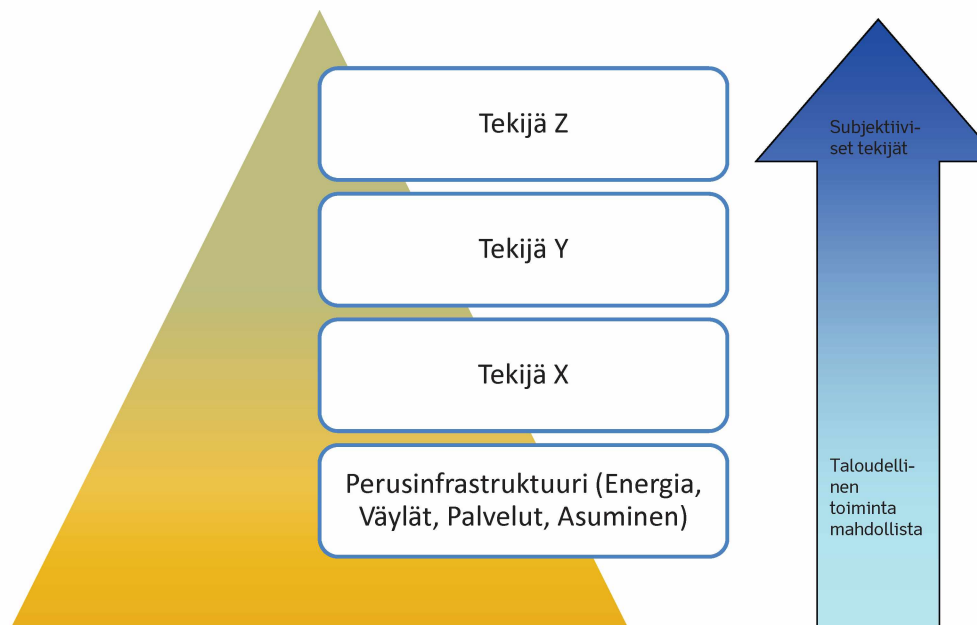 Tekijä Z
Tekijä Y
Tekijä X
Perusinfrastruktuuri (Energia,
Väylät, Palvelut, Asuminen)
Subjektiivi-
set tekijät
Taloudelli-
nen
toiminta
mahdollista